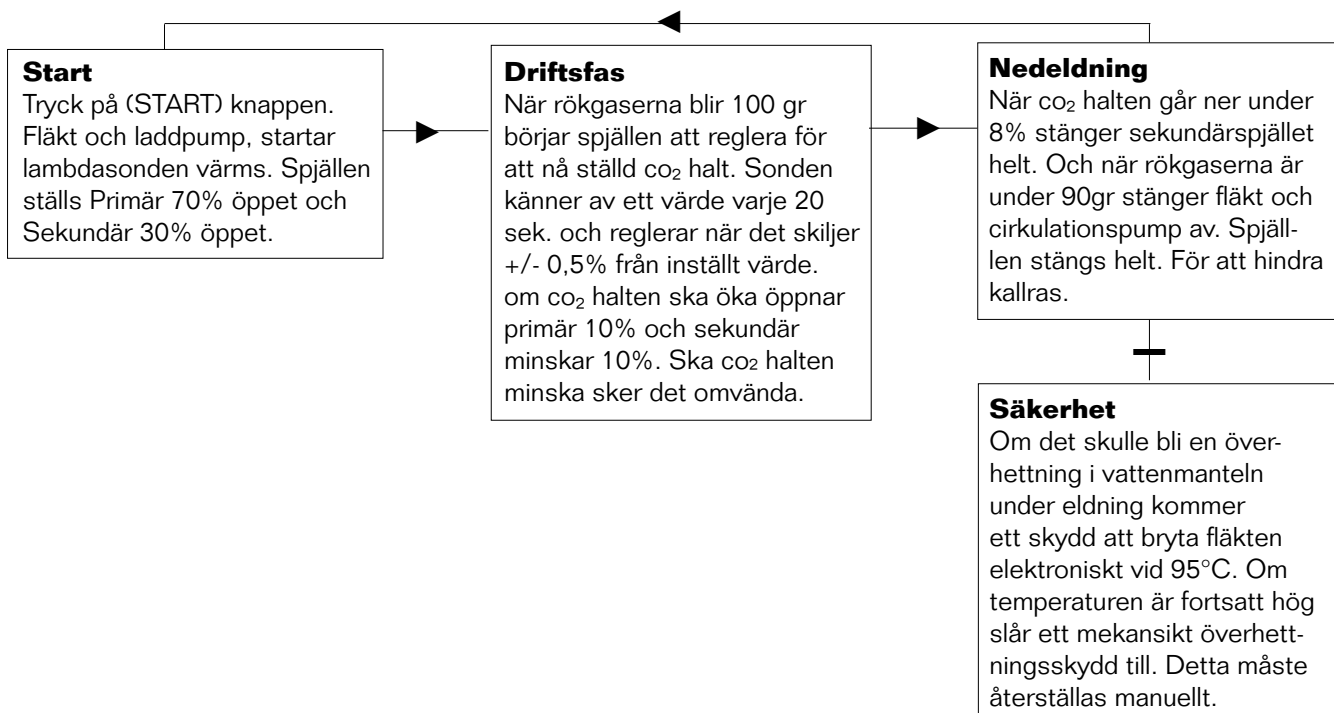 Start
Tryck på (START) knappen.
Fläkt och laddpump, startar
lambdasonden värms. Spjällen
ställs Primär 70% öppet och
Sekundär 30% öppet.
Driftsfas
När rökgaserna blir 100 gr
börjar spjällen att reglera för
att nå ställd co₂ halt. Sonden
känner av ett värde varje 20
sek. och reglerar när det skiljer
+/- 0,5% från inställt värde.
om co₂ halten ska öka öppnar
primär 10% och sekundär
minskar 10%. Ska co₂ halten
minska sker det omvända.
Nedeldning
När co₂ halten går ner under
8% stänger sekundärspjället
helt. Och när rökgaserna är
under 90gr stänger fläkt och
cirkulationspump av. Spjäl-
len stängs helt. För att hindra
kallras.
Säkerhet
Om det skulle bli en över-
hettning i vattenmanteln
under eldning kommer
ett skydd att bryta fläkten
elektroniskt vid 95°C. Om
temperaturen är fortsatt hög
slår ett mekansikt överhett-
ningsskydd till. Detta måste
återställas manuellt.